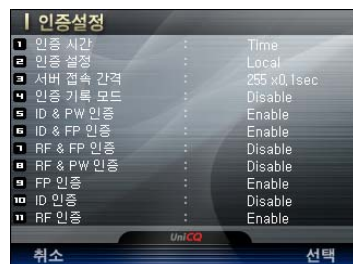 인증설정
1 인증 시간 : Time
2 인증 설정 : Local
3 서버 접속 간격 : 255 x0,1sec
4 인증 기록 모드 : Disable
5 ID & PW 인증 : Enable
6 ID & FP 인증 : Enable
7 RF & FP 인증 : Disable
8 RF & PW 인증 : Disable
9 FP 인증 : Enable
10 ID 인증 : Disable
11 RF 인증 : Enable
UniCQ
취소 선택